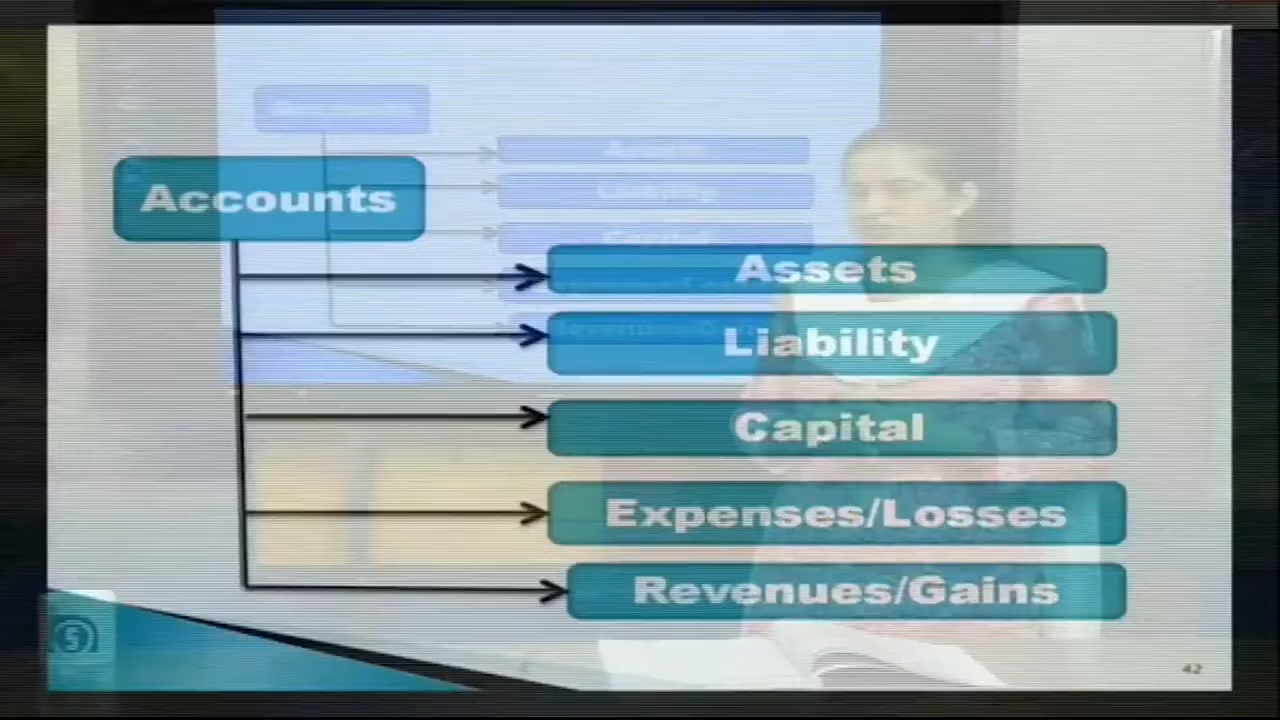 Accounts
Assets
Liability
Capital
Expenses/Losses
Revenues/Gains
42